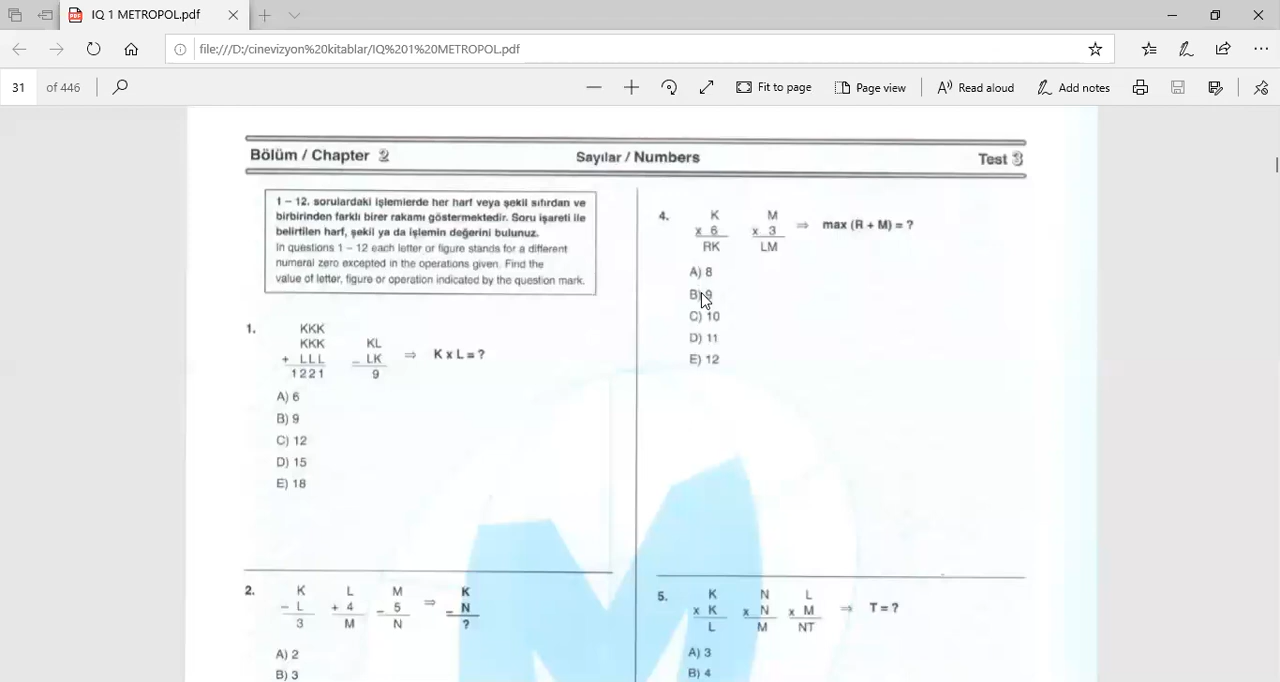 IQ 1 METROPOL.pdf
file:///D:/cinevizyon%20kitablar/IQ%201%20METROPOL.pdf
31 of 446
Fit to page
Page view
Read aloud
Add notes
Bölüm / Chapter 2
Sayılar / Numbers
Test 3
1 – 12. sorulardaki işlemlerde her harf veya şekil sıfırdan ve
birbirinden farklı birer rakamı göstermektedir. Soru işareti ile
belirtilen harf, şekil ya da işlemin değerini bulunuz.
In questions 1 – 12 each letter or figure stands for a different
numeral zero excepted in the operations given. Find the
value of letter, figure or operation indicated by the question mark.
1.
KKK
KKK KL
+ LLL – LK ⇒ K x L = ?
1221 9
A) 6
B) 9
C) 12
D) 15
E) 18
2.
K L M K
– L + 4 – 5 ⇒ – N
3 M N ?
A) 2
B) 3
4.
K M
x 6 x 3 ⇒ max (R + M) = ?
RK LM
A) 8
B) 9
C) 10
D) 11
E) 12
5.
K N L
x K x N x M ⇒ T = ?
L M NT
A) 3
B) 4